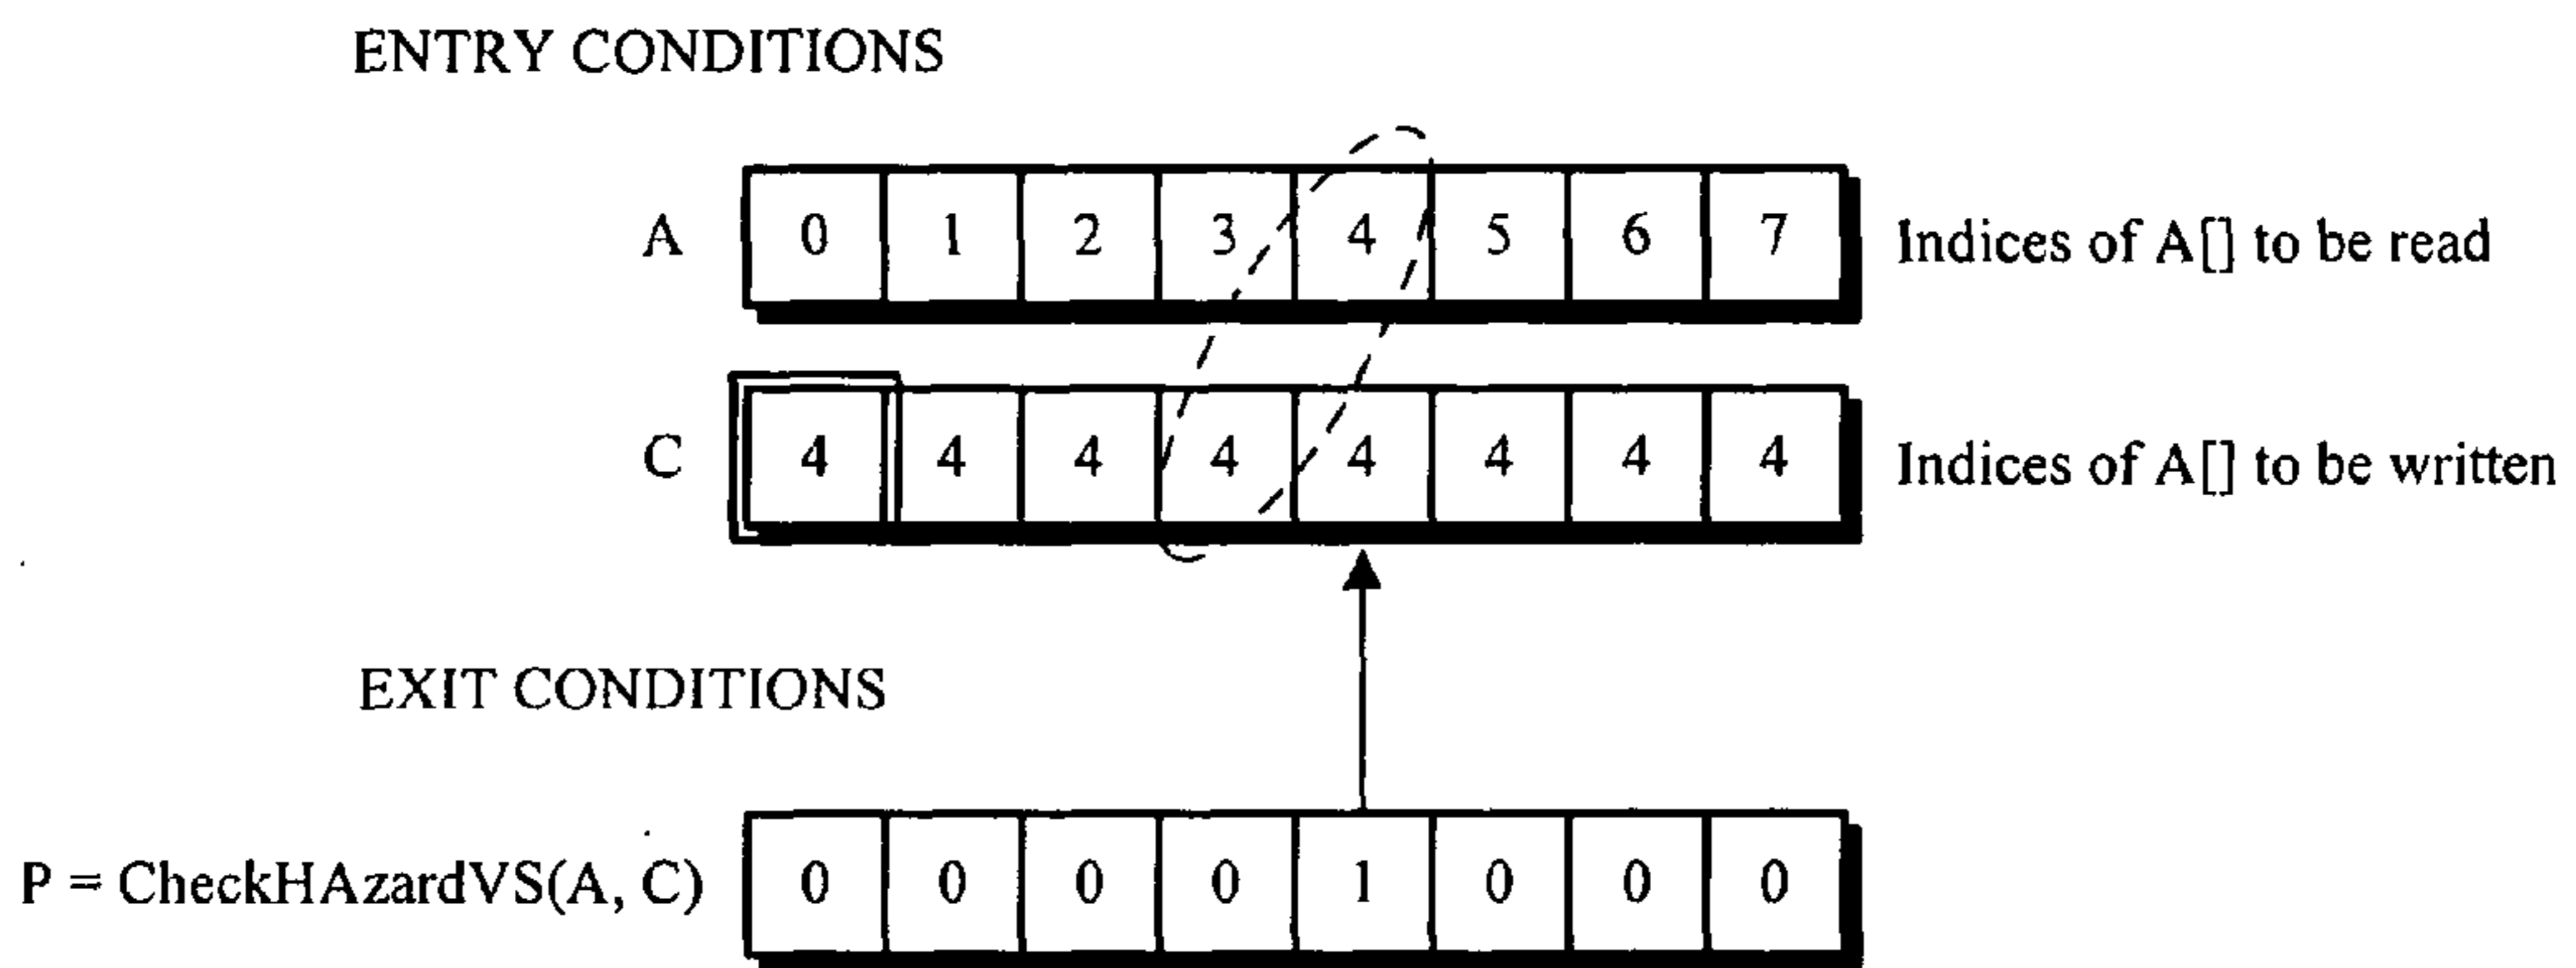 ENTRY CONDITIONS
A 0 1 2 3 4 5 6 7 Indices of A[] to be read
C 4 4 4 4 4 4 4 4 Indices of A[] to be written
EXIT CONDITIONS
P = CheckHAzardVS(A, C) 0 0 0 0 1 0 0 0